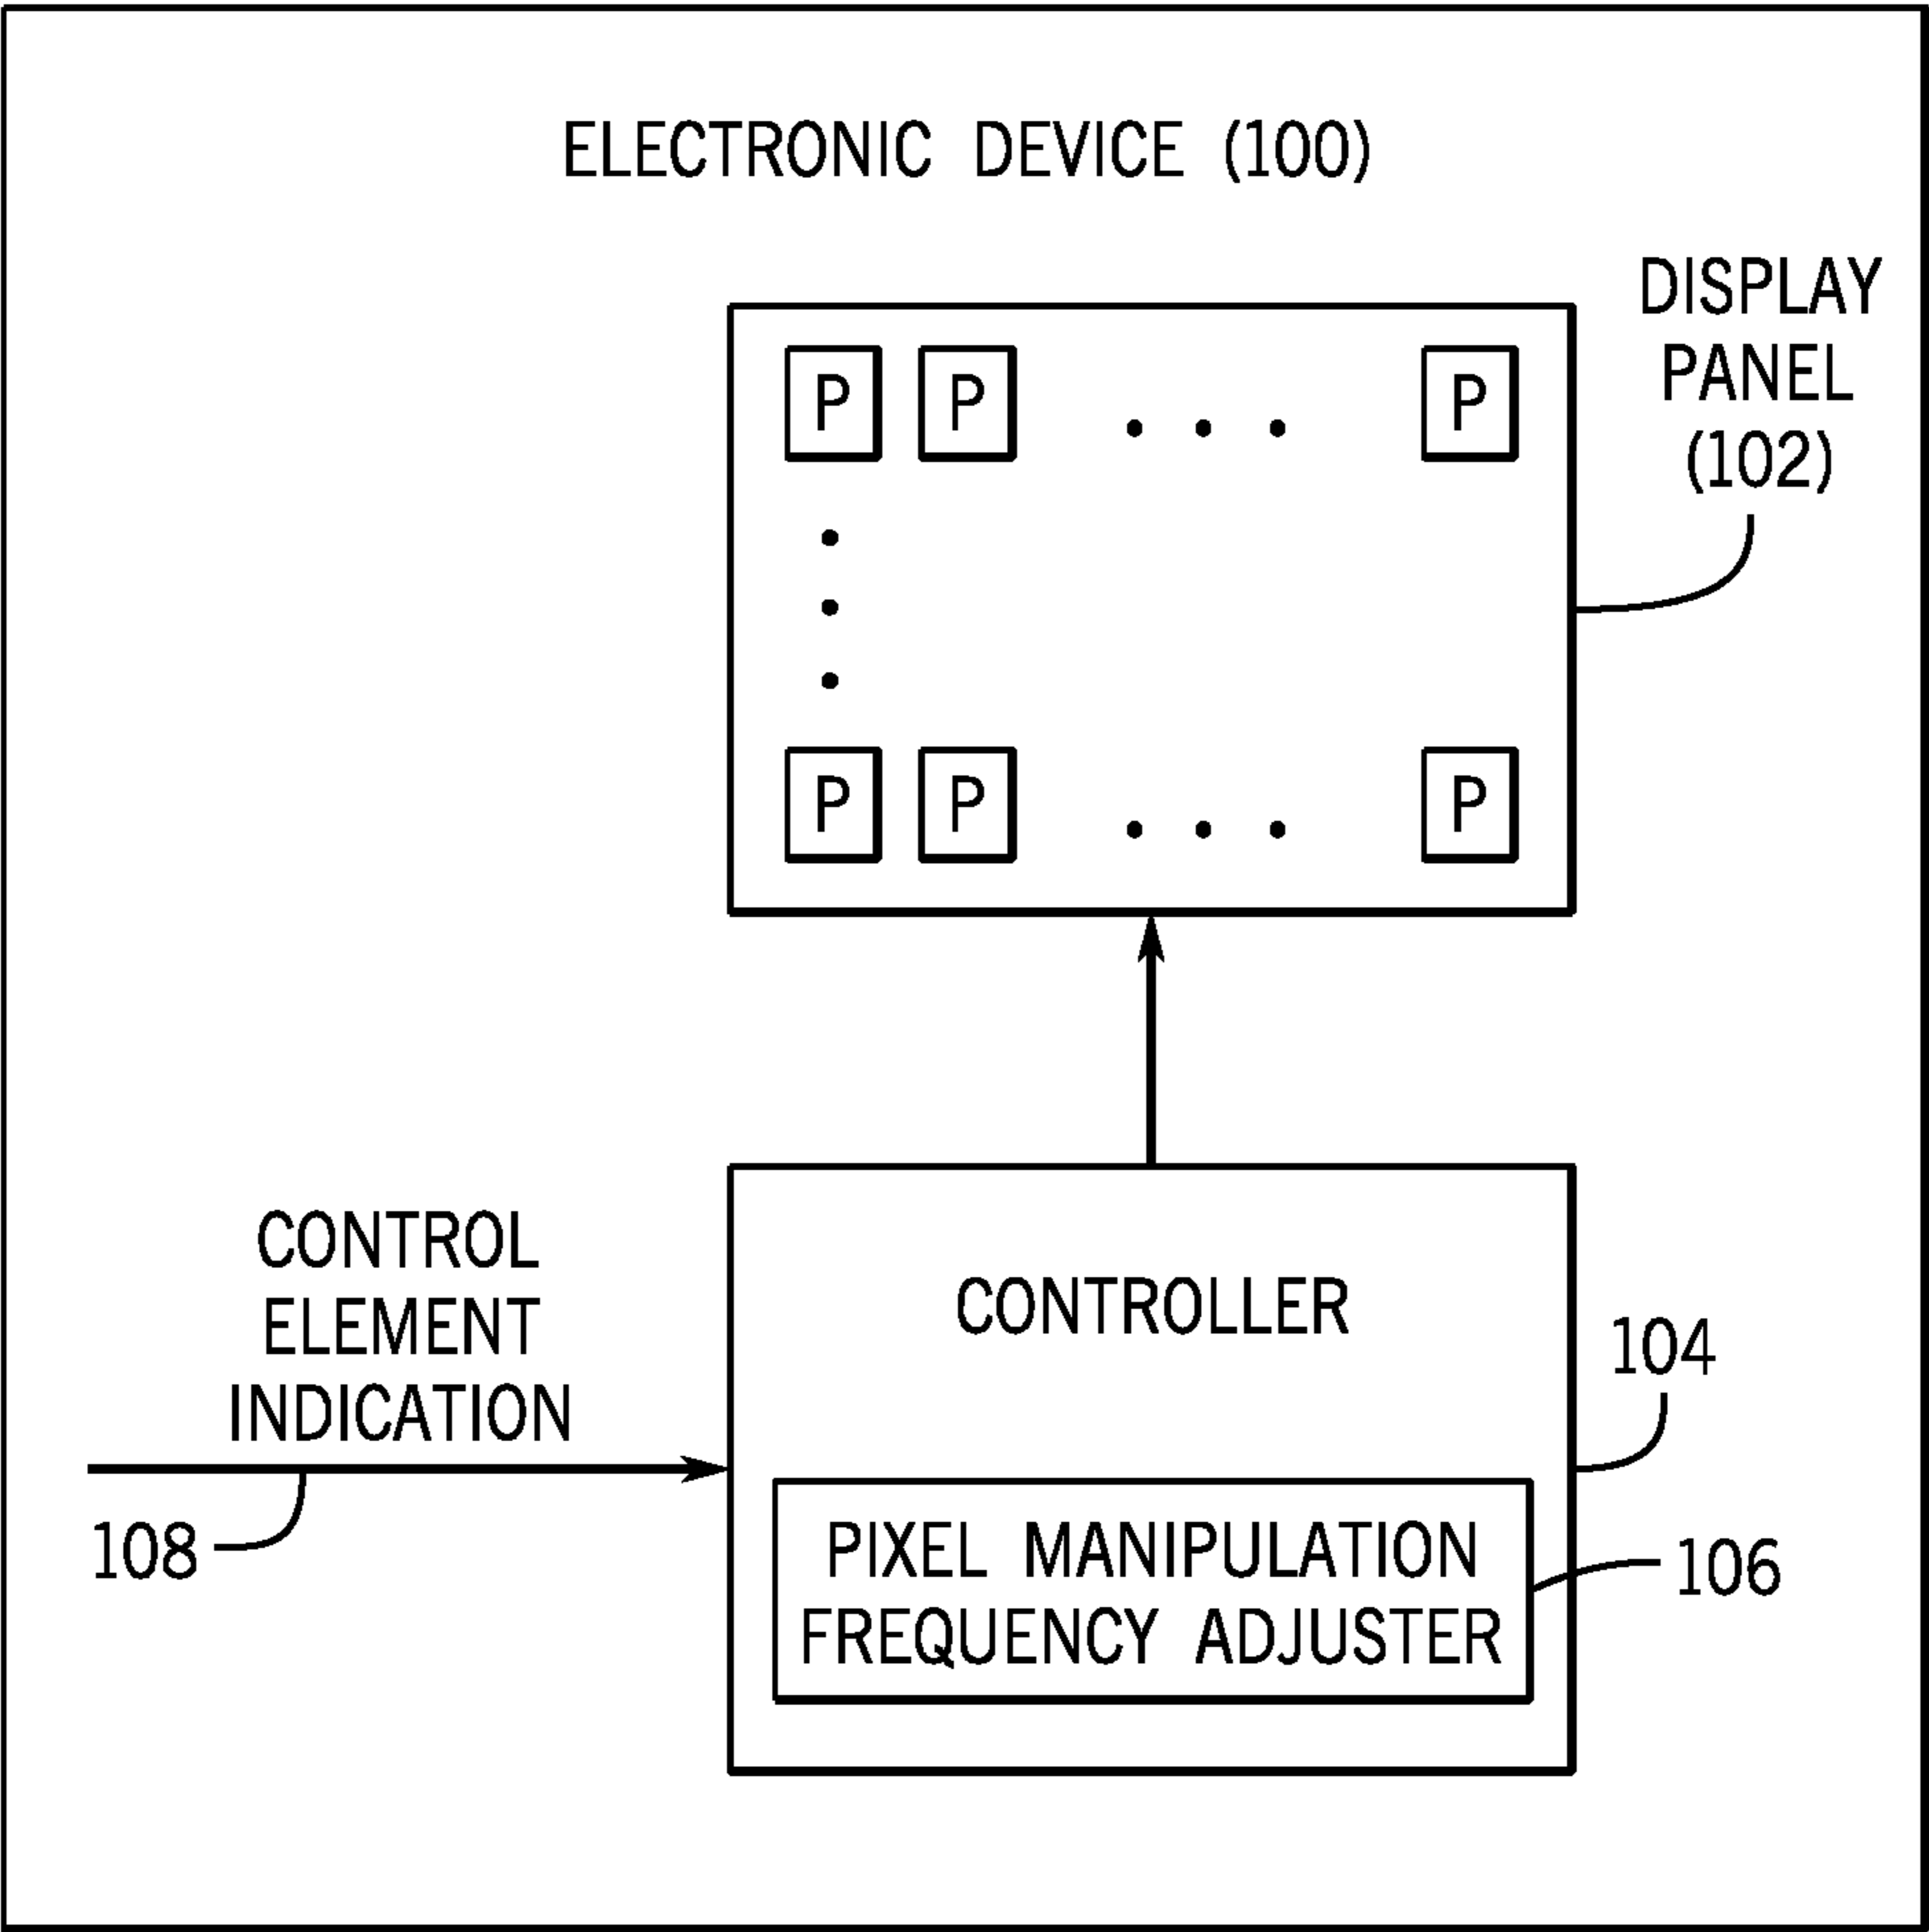 ELECTRONIC DEVICE (100)
DISPLAY
PANEL
(102)
P P . . . P
.
.
.
P P . . . P
CONTROL
ELEMENT
INDICATION
108
CONTROLLER
104
PIXEL MANIPULATION
FREQUENCY ADJUSTER
106